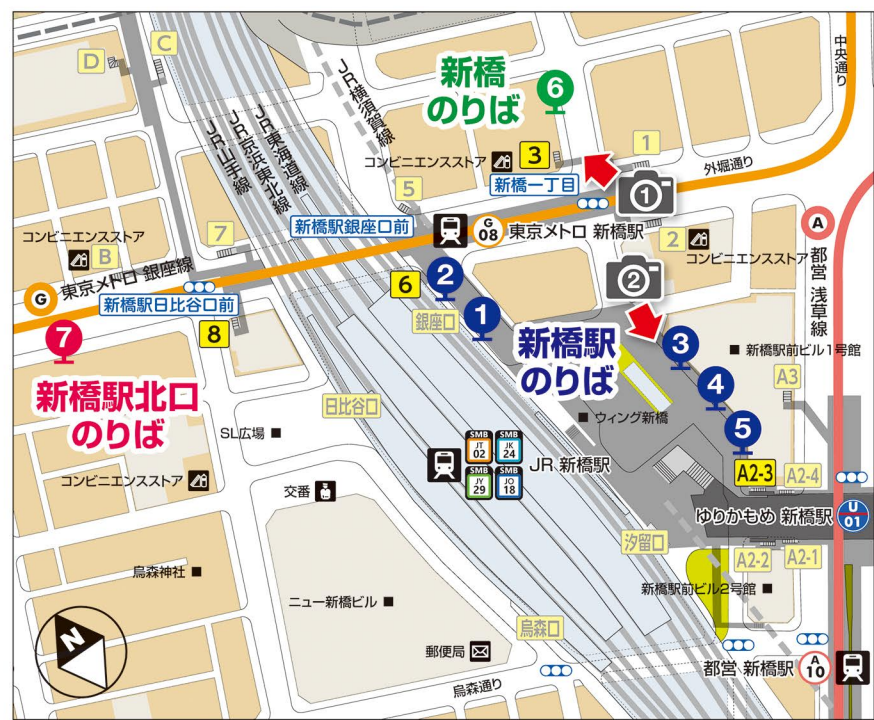 D
C
JR横須賀線
JR東海道線
JR京浜東北線
JR山手線
新橋
のりば
6
中央通り
コンビニエンスストア
3
1
新橋一丁目
外堀通り
5
1
新橋駅銀座口前
G
08
東京メトロ 新橋駅
2
コンビニエンスストア
A
都営 浅草線
コンビニエンスストア
B
7
G
東京メトロ 銀座線
新橋駅日比谷口前
8
6
2
銀座口
1
2
新橋駅
のりば
3
新橋駅前ビル1号館
A3
4
5
7
新橋駅北口
のりば
日比谷口
SL広場
ウィング新橋
SMB
JT
02
SMB
JK
24
SMB
JY
29
SMB
JO
18
JR 新橋駅
A2-3
A2-4
コンビニエンスストア
交番
ゆりかもめ 新橋駅
U
01
汐留口
A2-2
A2-1
烏森神社
新橋駅前ビル2号館
ニュー新橋ビル
烏森口
郵便局
N
都営 新橋駅
A
10
烏森通り